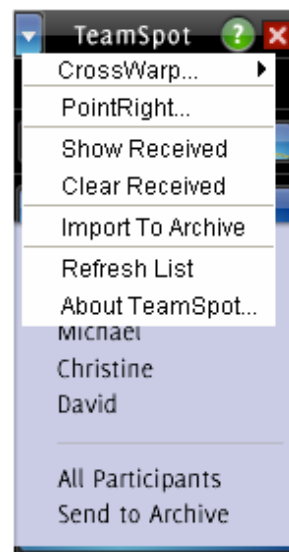 TeamSpot ?
CrossWarp...
PointRight...
Show Received
Clear Received
Import To Archive
Refresh List
About TeamSpot...
Michael
Christine
David
All Participants
Send to Archive